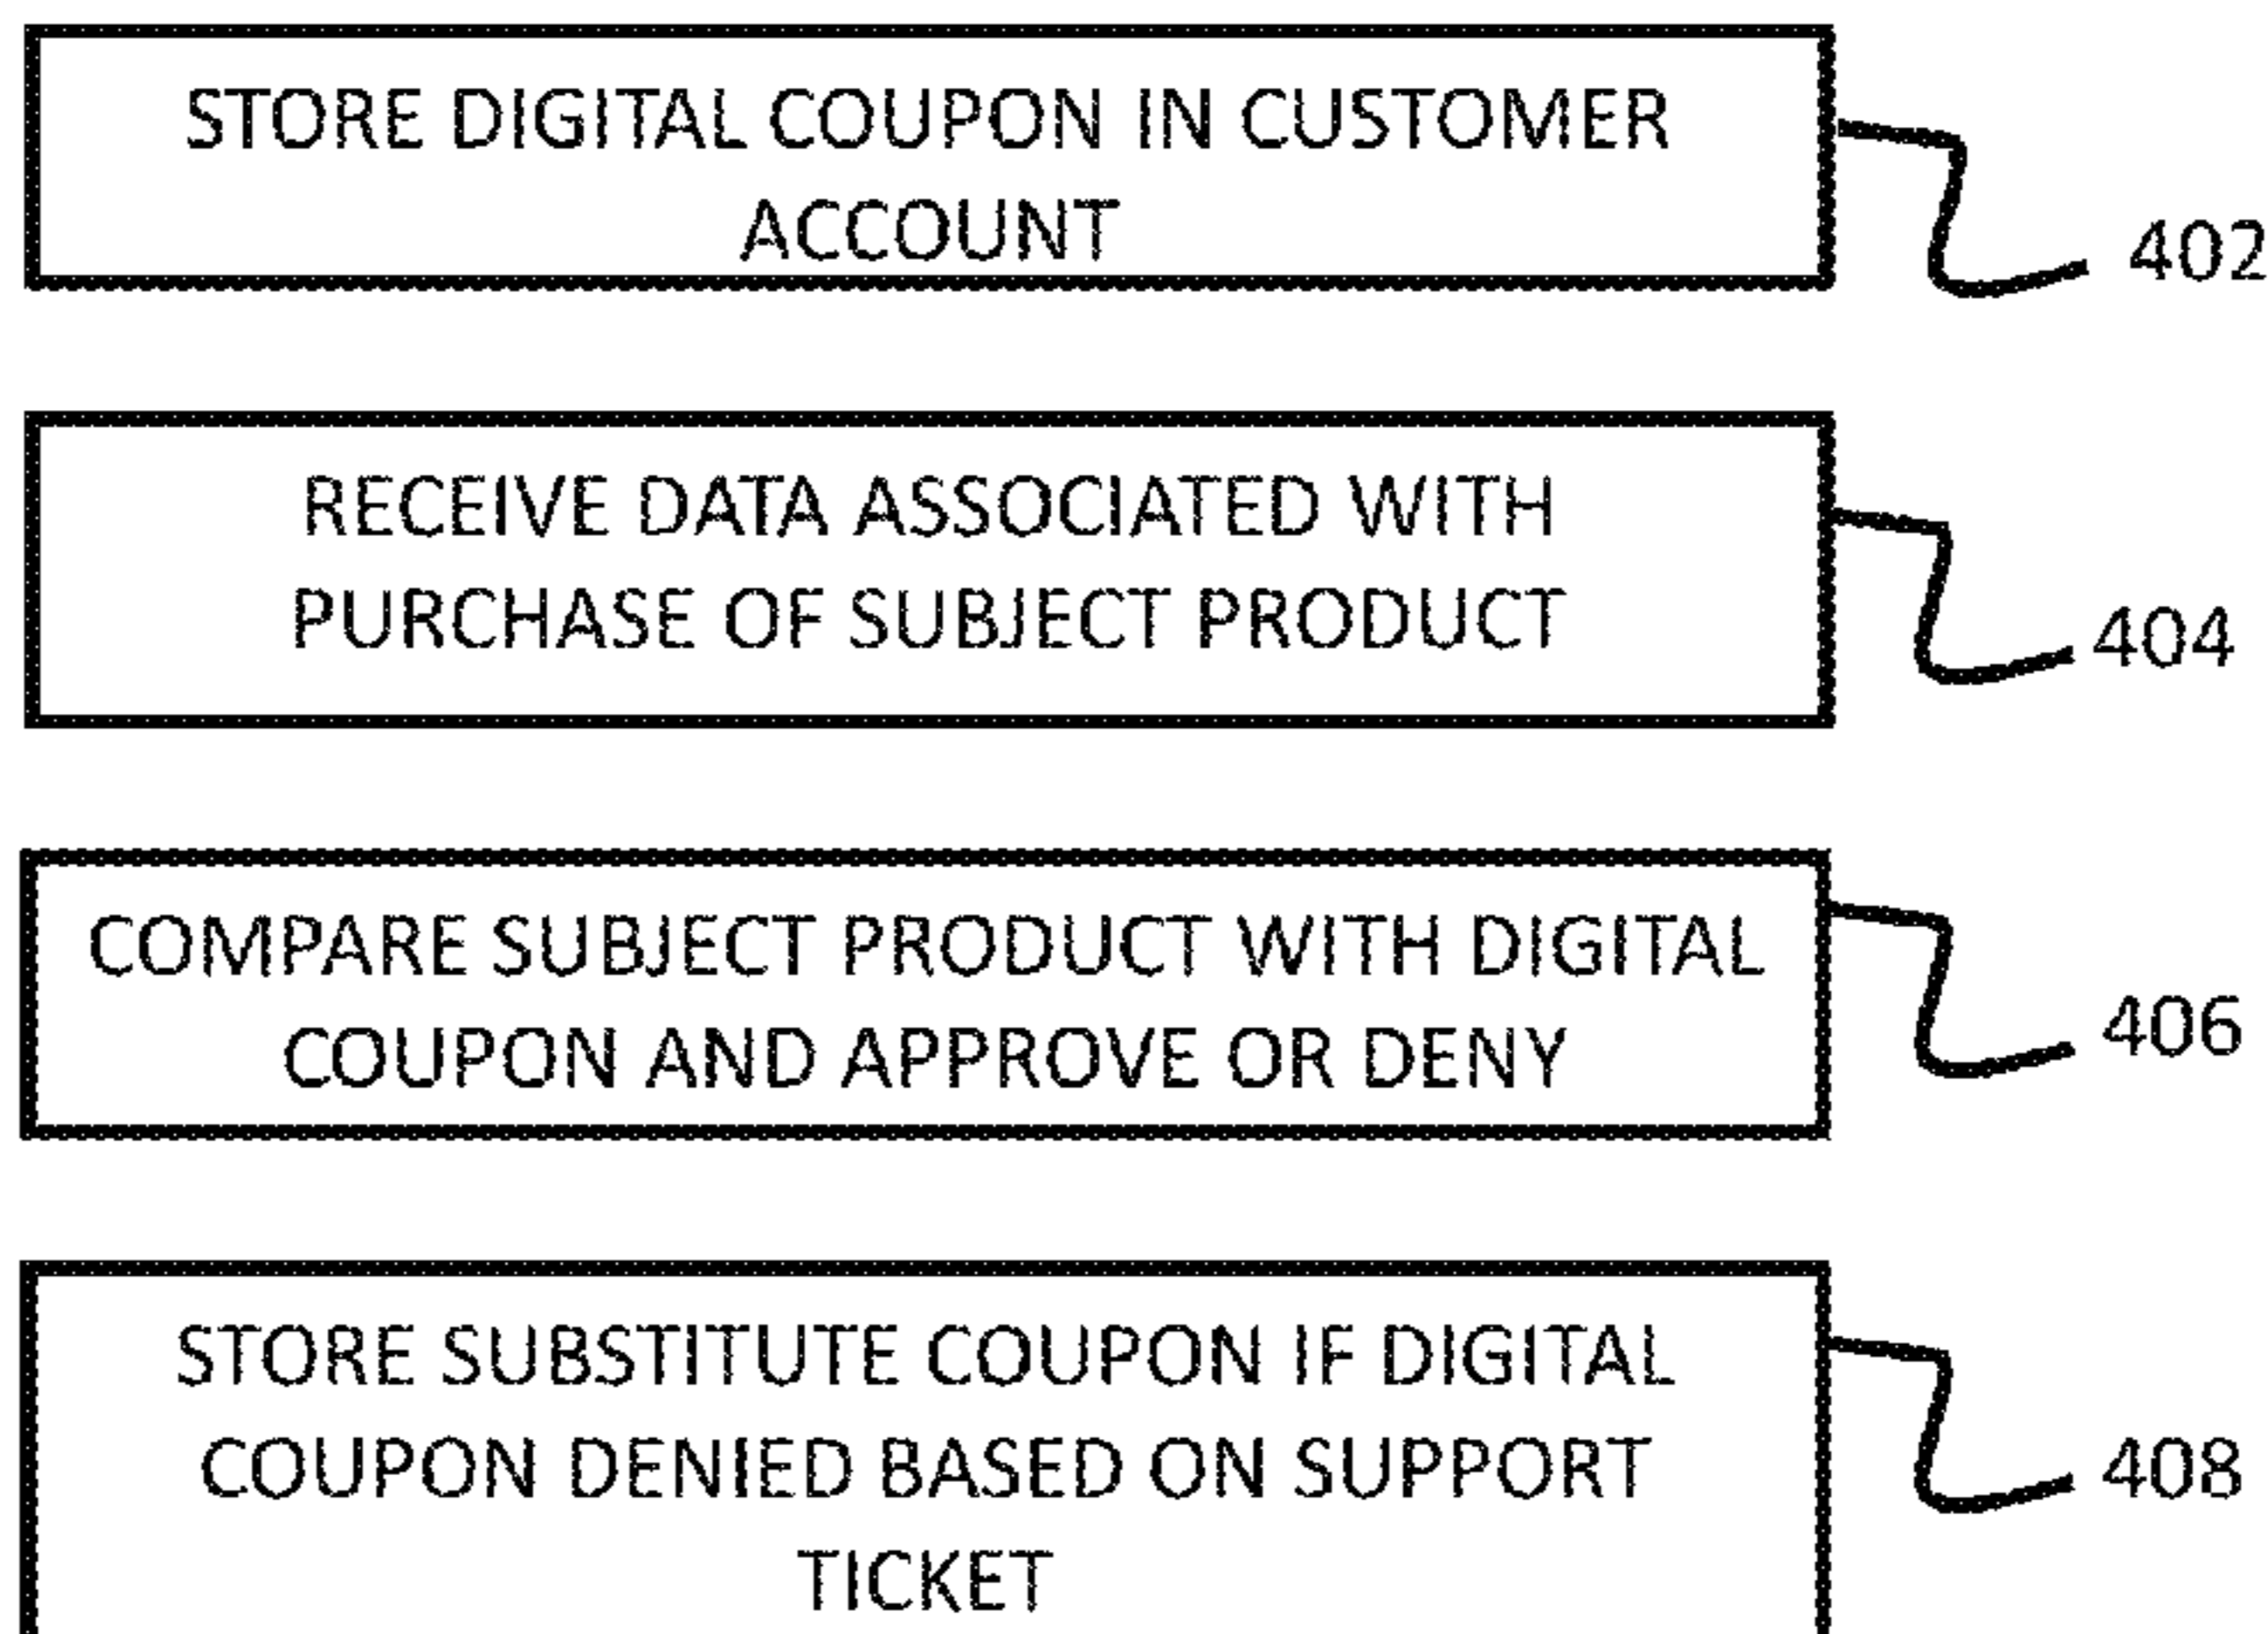 STORE DIGITAL COUPON IN CUSTOMER
ACCOUNT
402
RECEIVE DATA ASSOCIATED WITH
PURCHASE OF SUBJECT PRODUCT
404
COMPARE SUBJECT PRODUCT WITH DIGITAL
COUPON AND APPROVE OR DENY
406
STORE SUBSTITUTE COUPON IF DIGITAL
COUPON DENIED BASED ON SUPPORT
TICKET
408